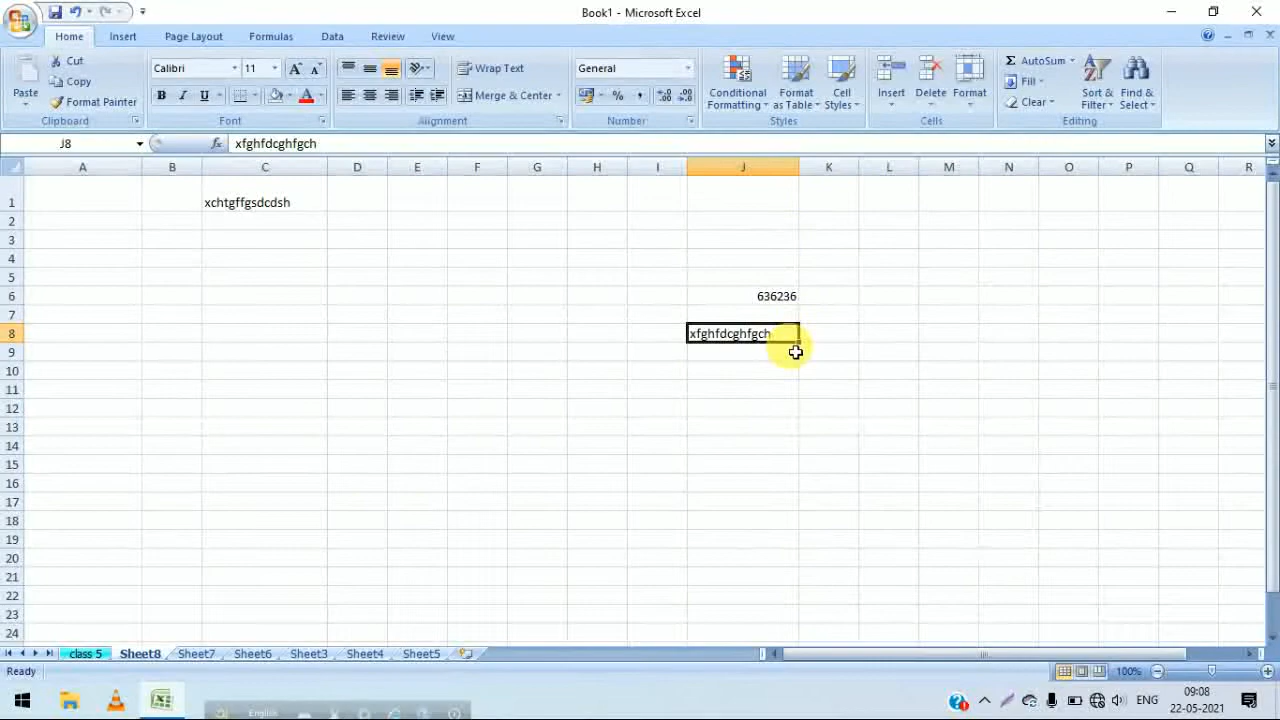 Book1 - Microsoft Excel
Home Insert Page Layout Formulas Data Review View
Paste Cut Calibri 11 Wrap Text General Conditional Formatting Format as Table Cell Styles Insert Delete Format AutoSum Sort & Filter Find & Select
Copy Fill
Format Painter B I U A Merge & Center % , Clear
Clipboard Font Alignment Number Styles Cells Editing
J8 fx xfghfdcghfgch
A B C D E F G H I J K L M N O P Q R
1 xchtgffgsdcdsh
2
3
4
5
6 636236
7
8 xfghfdcghfgch
9
10
11
12
13
14
15
16
17
18
19
20
21
22
23
24
class 5 Sheet8 Sheet7 Sheet6 Sheet3 Sheet4 Sheet5
Ready 100%
English ENG 09:08
22-05-2021